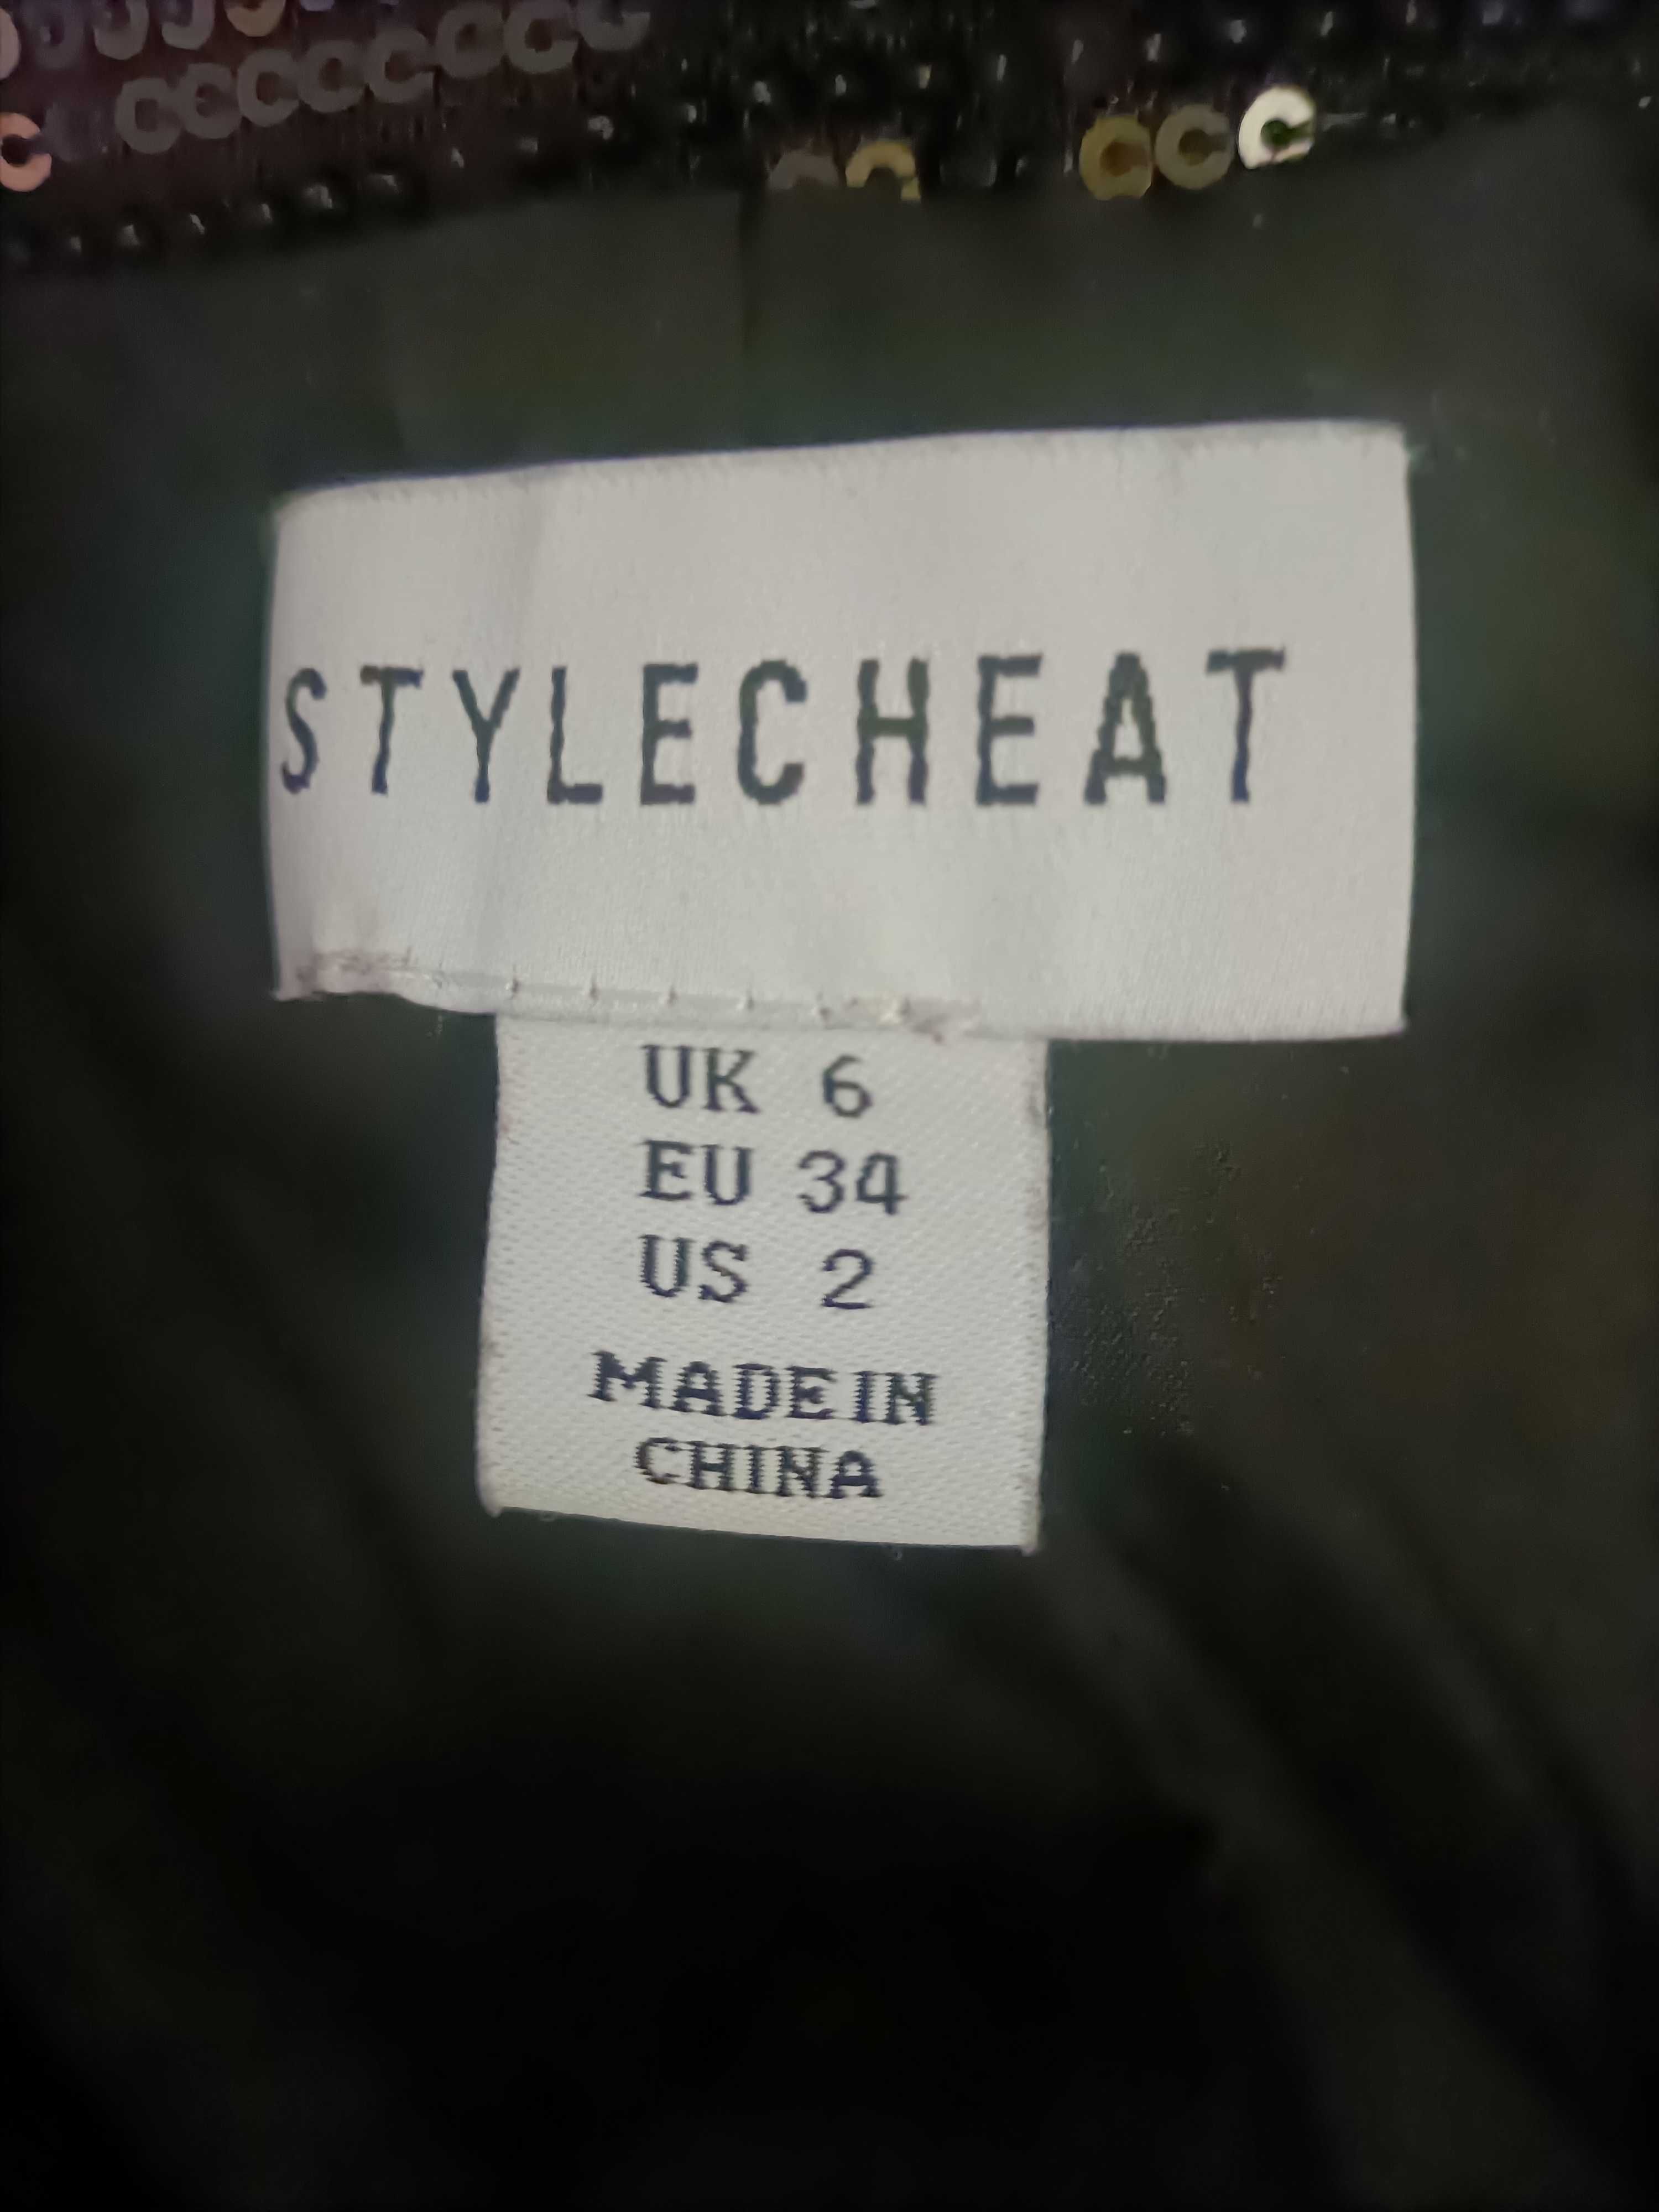 STYLECHEAT
UK 6
EU 34
US 2
MADE IN
CHINA